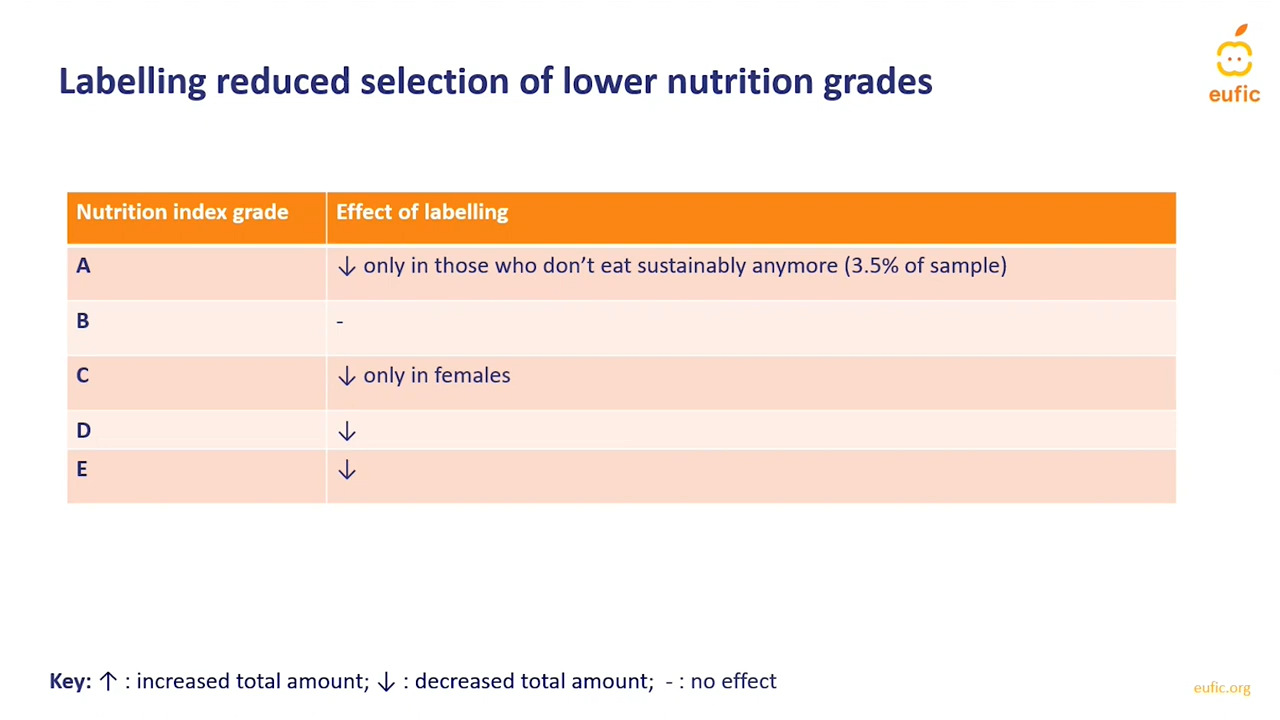 Labelling reduced selection of lower nutrition grades
eufic
Nutrition index grade
Effect of labelling
A
↓ only in those who don’t eat sustainably anymore (3.5% of sample)
B
-
C
↓ only in females
D
↓
E
↓
Key: ↑ : increased total amount; ↓ : decreased total amount; - : no effect
eufic.org